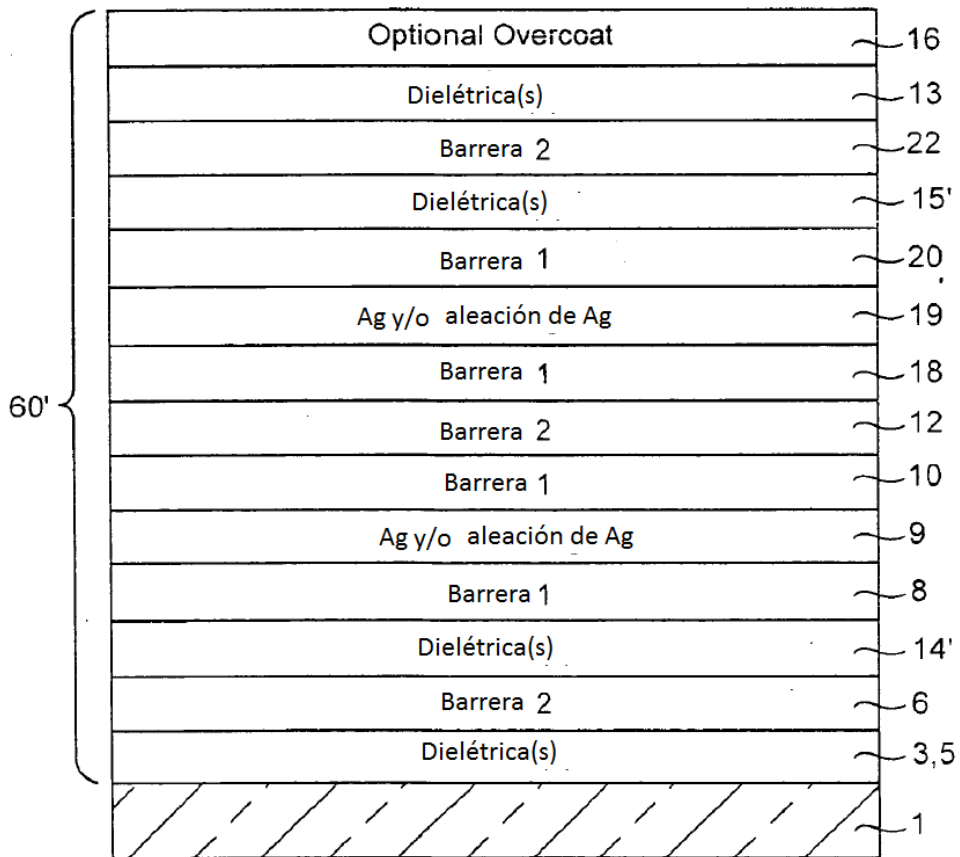 Optional Overcoat 16
Dielétrica(s) 13
Barrera 2 22
Dielétrica(s) 15'
Barrera 1 20
Ag y/o aleación de Ag 19
Barrera 1 18
60'
Barrera 2 12
Barrera 1 10
Ag y/o aleación de Ag 9
Barrera 1 8
Dielétrica(s) 14'
Barrera 2 6
Dielétrica(s) 3,5
1